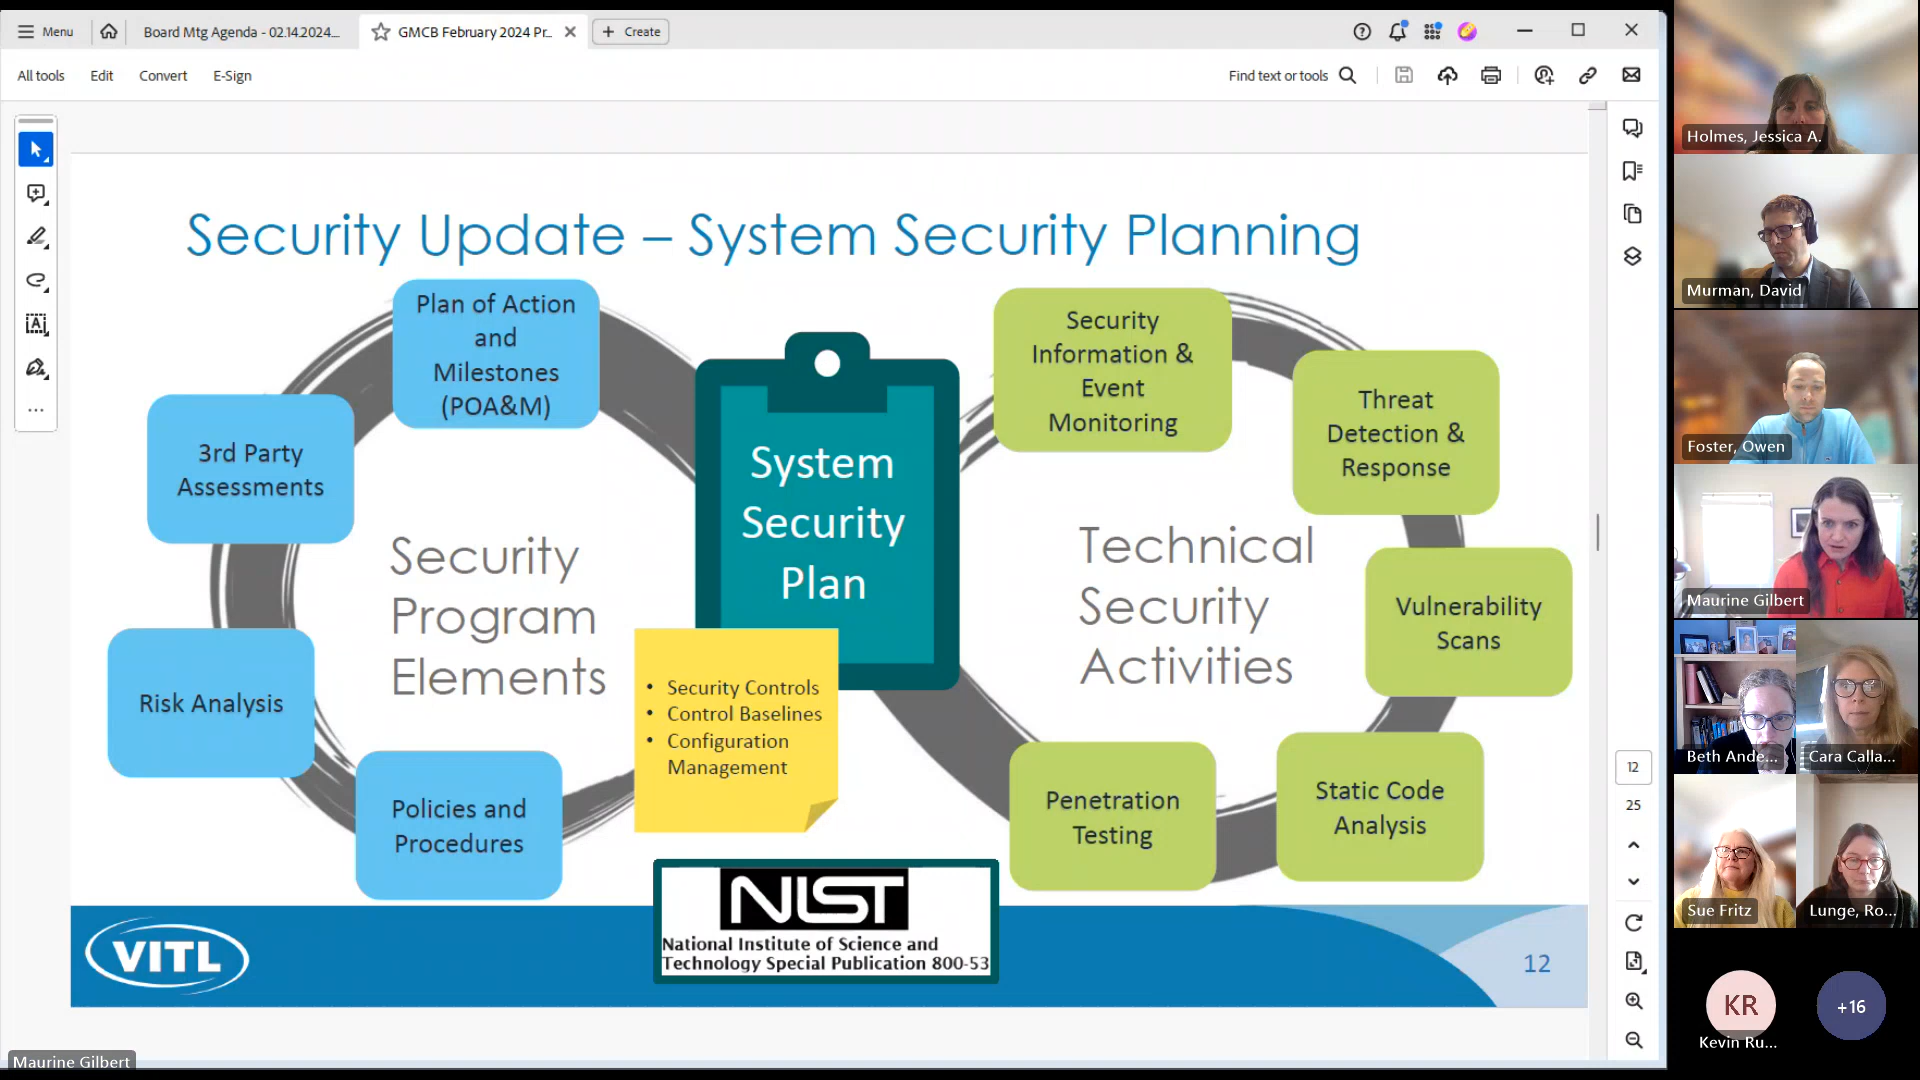 Menu
Board Mtg Agenda - 02.14.2024...
GMCB February 2024 Pr...
Create
All tools
Edit
Convert
E-Sign
Find text or tools
Security Update – System Security Planning
Plan of Action
and
Milestones
(POA&M)
3rd Party
Assessments
Risk Analysis
Policies and
Procedures
Security
Program
Elements
System
Security
Plan
• Security Controls
• Control Baselines
• Configuration
Management
Security
Information &
Event
Monitoring
Threat
Detection &
Response
Vulnerability
Scans
Static Code
Analysis
Penetration
Testing
Technical
Security
Activities
NIST
National Institute of Science and
Technology Special Publication 800-53
VITL
12
12
25
Maurine Gilbert
Holmes, Jessica A.
Murman, David
Foster, Owen
Maurine Gilbert
Beth Ande...
Cara Calla...
Sue Fritz
Lunge, Ro...
KR
Kevin Ru...
+16